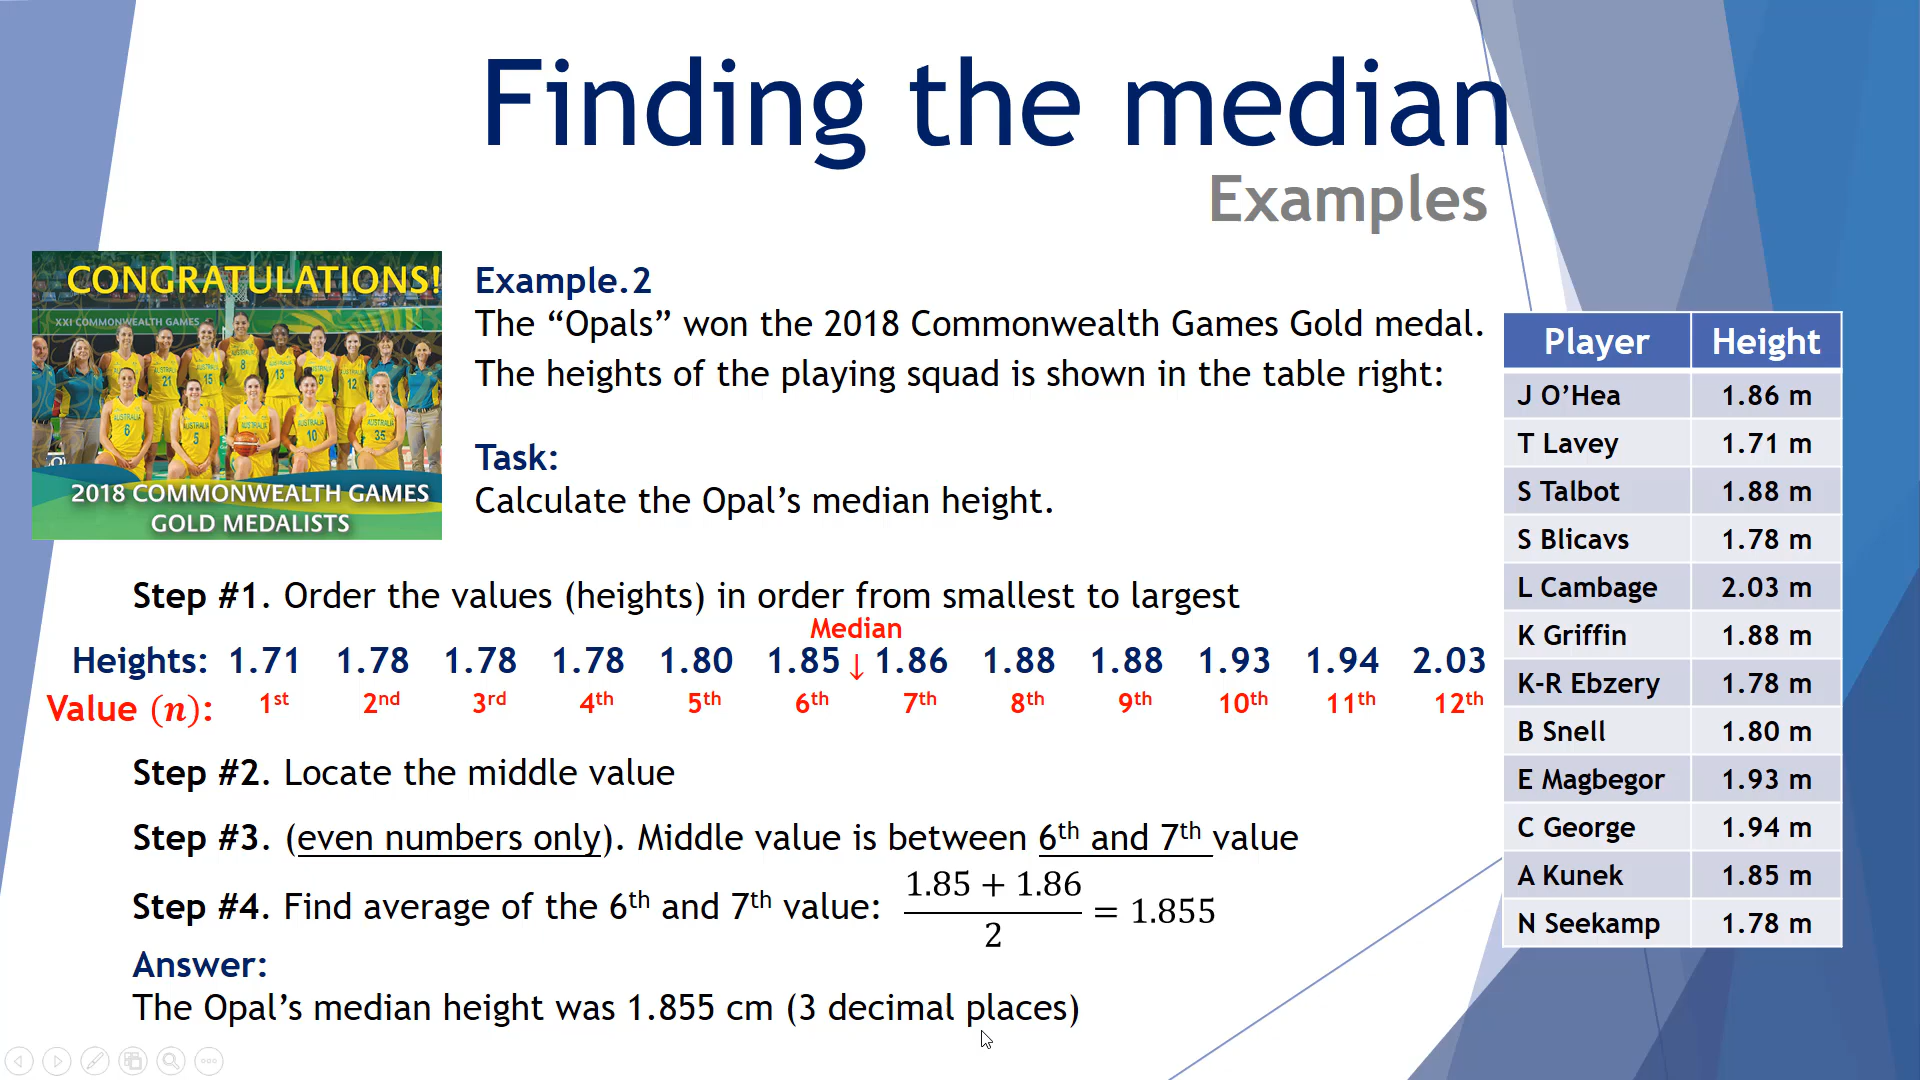 Finding the median
Examples
CONGRATULATIONS!
XXI COMMONWEALTH GAMES
2018 COMMONWEALTH GAMES
GOLD MEDALISTS
Example.2
The “Opals” won the 2018 Commonwealth Games Gold medal.
The heights of the playing squad is shown in the table right:
Task:
Calculate the Opal’s median height.
Step #1. Order the values (heights) in order from smallest to largest
Median
Heights: 1.71 1.78 1.78 1.78 1.80 1.85 ↓ 1.86 1.88 1.88 1.93 1.94 2.03
Value (n): 1st 2nd 3rd 4th 5th 6th 7th 8th 9th 10th 11th 12th
Step #2. Locate the middle value
Step #3. (even numbers only). Middle value is between 6th and 7th value
Step #4. Find average of the 6th and 7th value: (1.85 + 1.86)/2 = 1.855
Answer:
The Opal’s median height was 1.855 cm (3 decimal places)
Player Height
J O’Hea 1.86 m
T Lavey 1.71 m
S Talbot 1.88 m
S Blicavs 1.78 m
L Cambage 2.03 m
K Griffin 1.88 m
K-R Ebzery 1.78 m
B Snell 1.80 m
E Magbegor 1.93 m
C George 1.94 m
A Kunek 1.85 m
N Seekamp 1.78 m